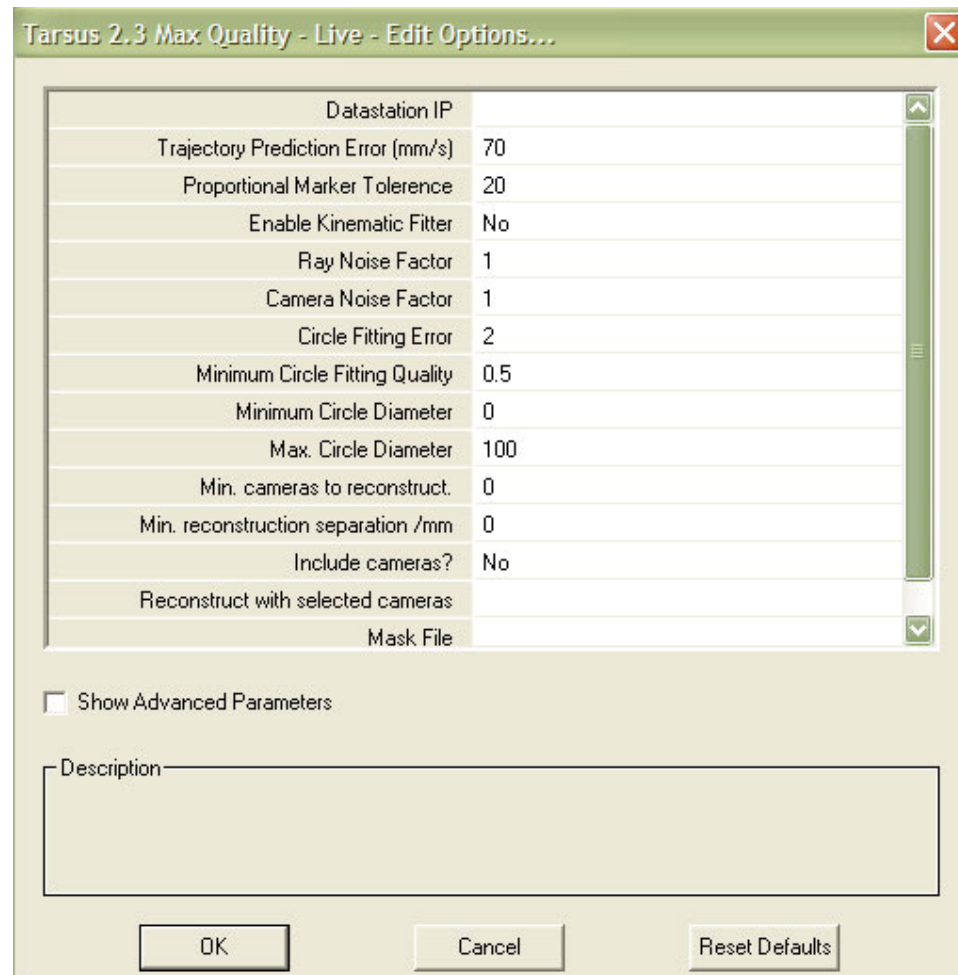 Tarsus 2.3 Max Quality - Live - Edit Options...
Datastation IP
Trajectory Prediction Error (mm/s) 70
Proportional Marker Tolerence 20
Enable Kinematic Fitter No
Ray Noise Factor 1
Camera Noise Factor 1
Circle Fitting Error 2
Minimum Circle Fitting Quality 0.5
Minimum Circle Diameter 0
Max. Circle Diameter 100
Min. cameras to reconstruct. 0
Min. reconstruction separation /mm 0
Include cameras? No
Reconstruct with selected cameras
Mask File
Show Advanced Parameters
Description
OK Cancel Reset Defaults